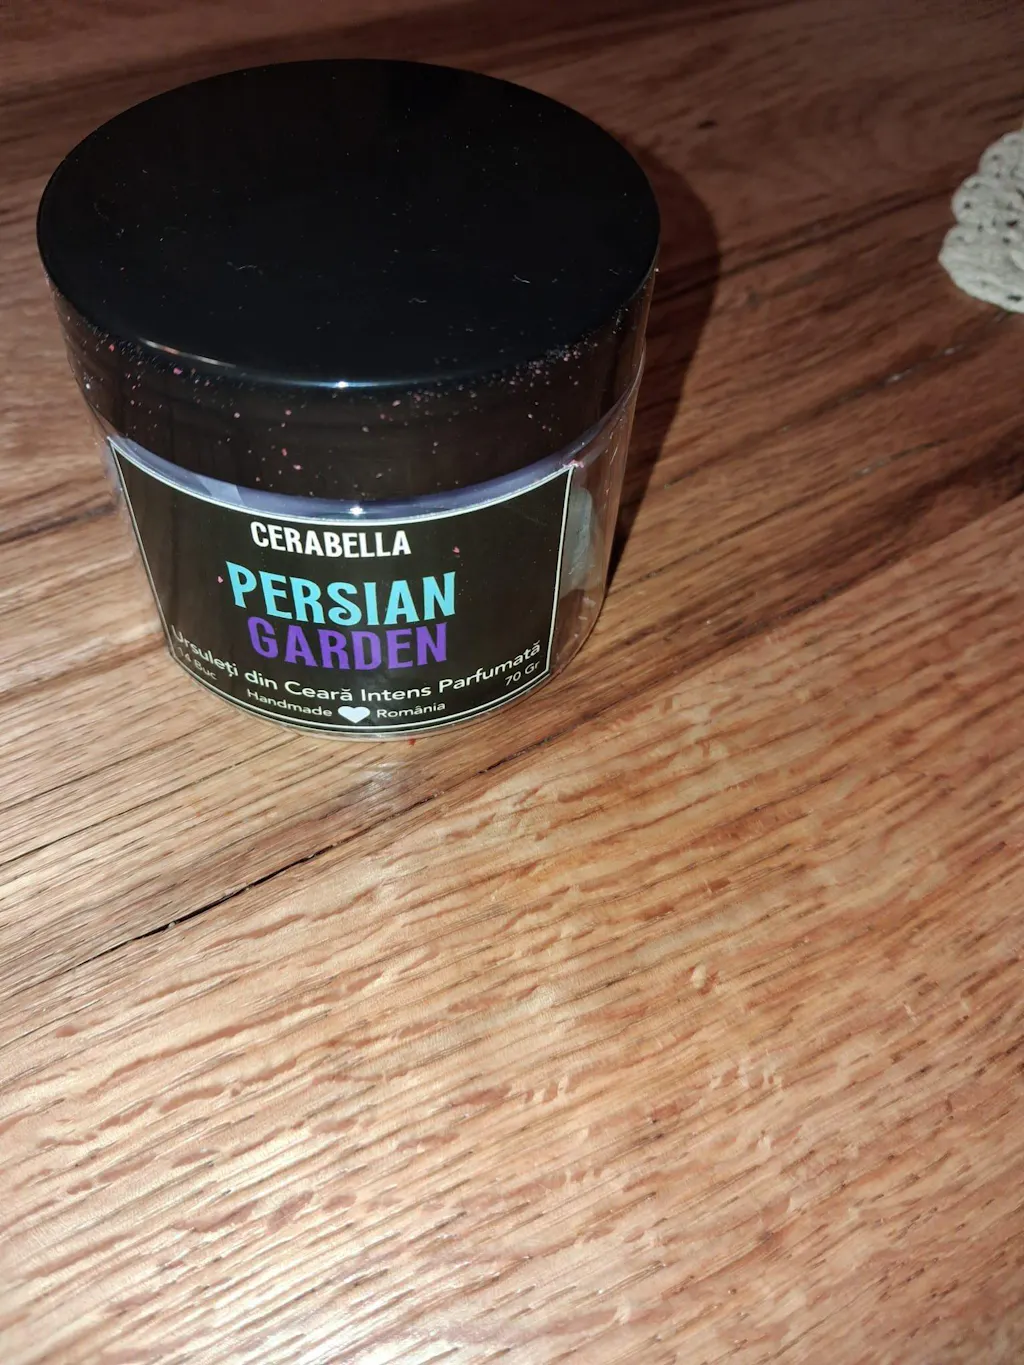 CERABELLA
PERSIAN
GARDEN
Ursuleți din Ceară Intens Parfumată
14 Buc
70 Gr
Handmade România